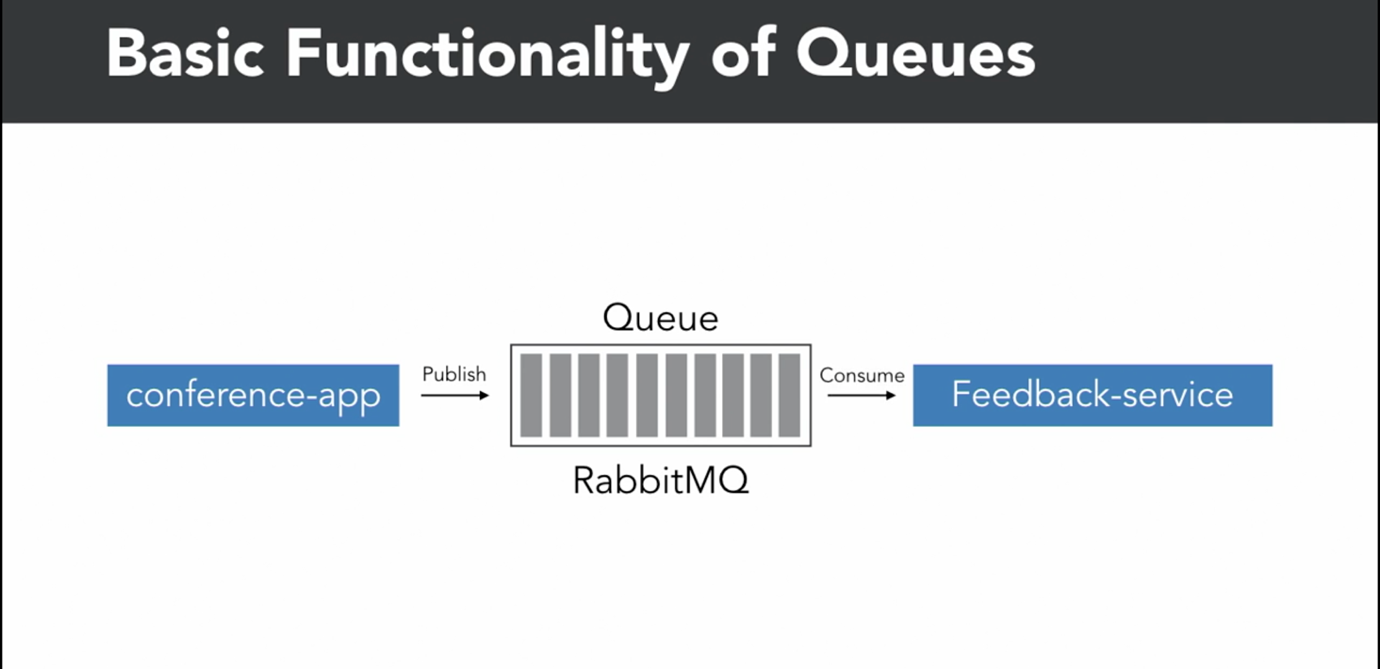 Basic Functionality of Queues
Queue
conference-app
Publish
Consume
Feedback-service
RabbitMQ